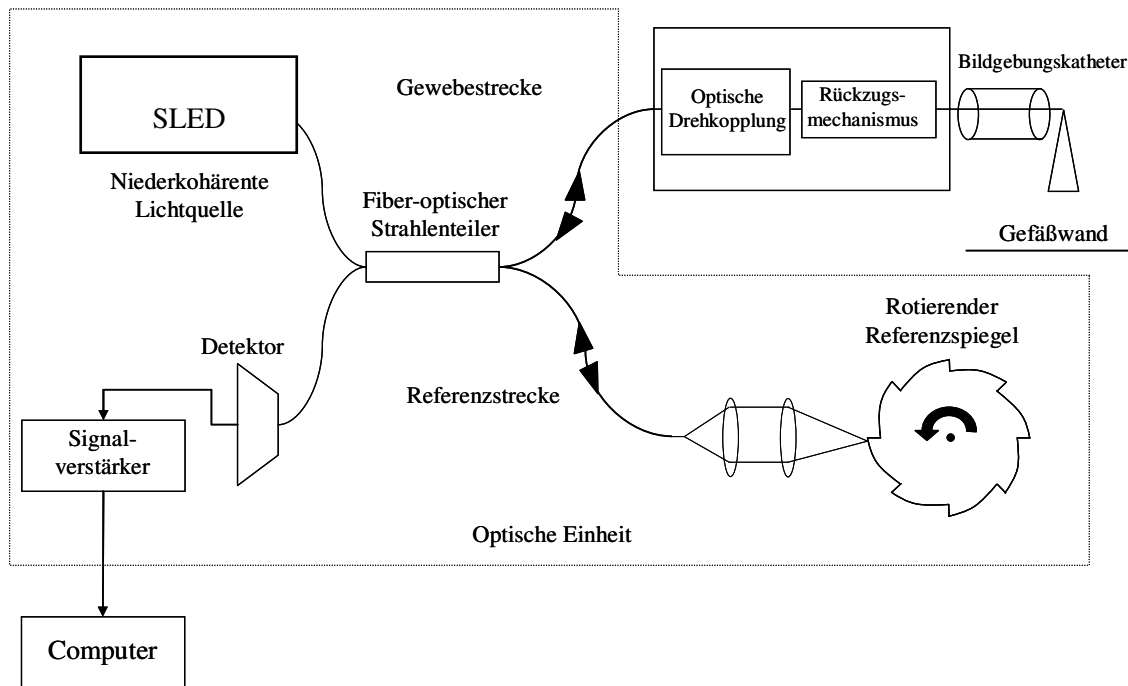 SLED
Niederkohärente
Lichtquelle
Gewebestrecke
Fiber-optischer
Strahlenteiler
Optische
Drehkopplung
Rückzugs-
mechanismus
Bildgebungskatheter
Gefäßwand
Rotierender
Referenzspiegel
Detektor
Referenzstrecke
Signal-
verstärker
Optische Einheit
Computer